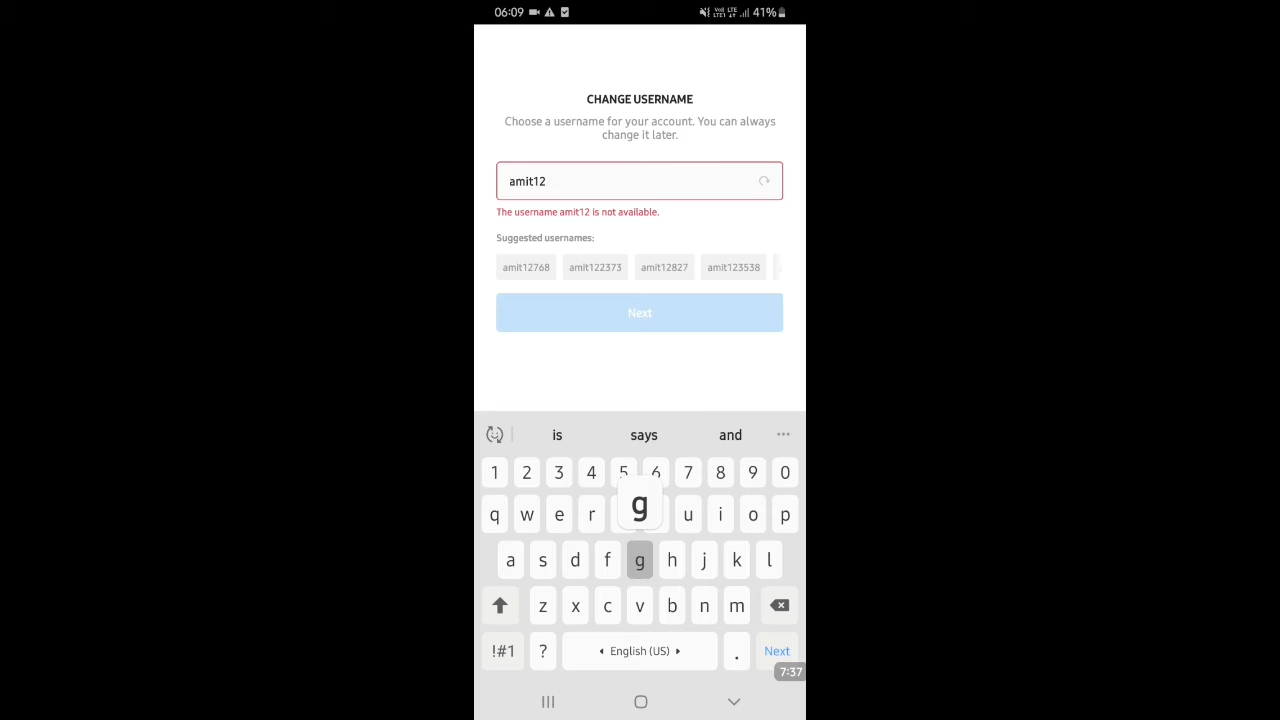 06:09 41%
CHANGE USERNAME
Choose a username for your account. You can always
change it later.
amit12
The username amit12 is not available.
Suggested usernames:
amit12768 amit122373 amit12827 amit123538
Next
is says and
1 2 3 4 5 6 7 8 9 0
q w e r g u i o p
a s d f g h j k l
z x c v b n m
!#1 ? English (US) . Next
7:37